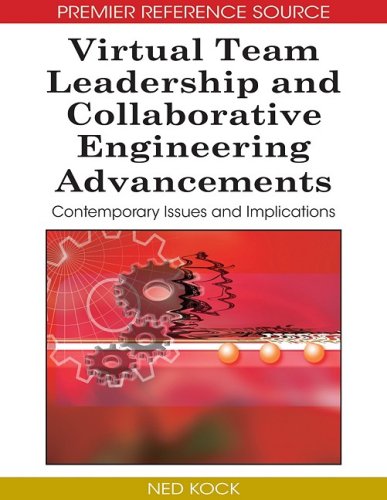 PREMIER REFERENCE SOURCE
Virtual Team
Leadership and
Collaborative
Engineering
Advancements
Contemporary Issues and Implications
NED KOCK